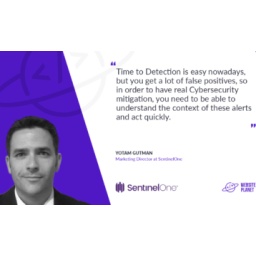 “
Time to Detection is easy nowadays,
but you get a lot of false positives, so
in order to have real Cybersecurity
mitigation, you need to be able to
understand the context of these alerts
and act quickly.
”
YOTAM GUTMAN
Marketing Director at SentinelOne
SentinelOne
WEBSITE
PLANET